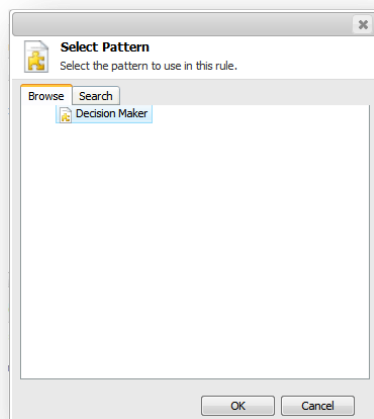 Select Pattern
Select the pattern to use in this rule.
Browse Search
Decision Maker
OK Cancel